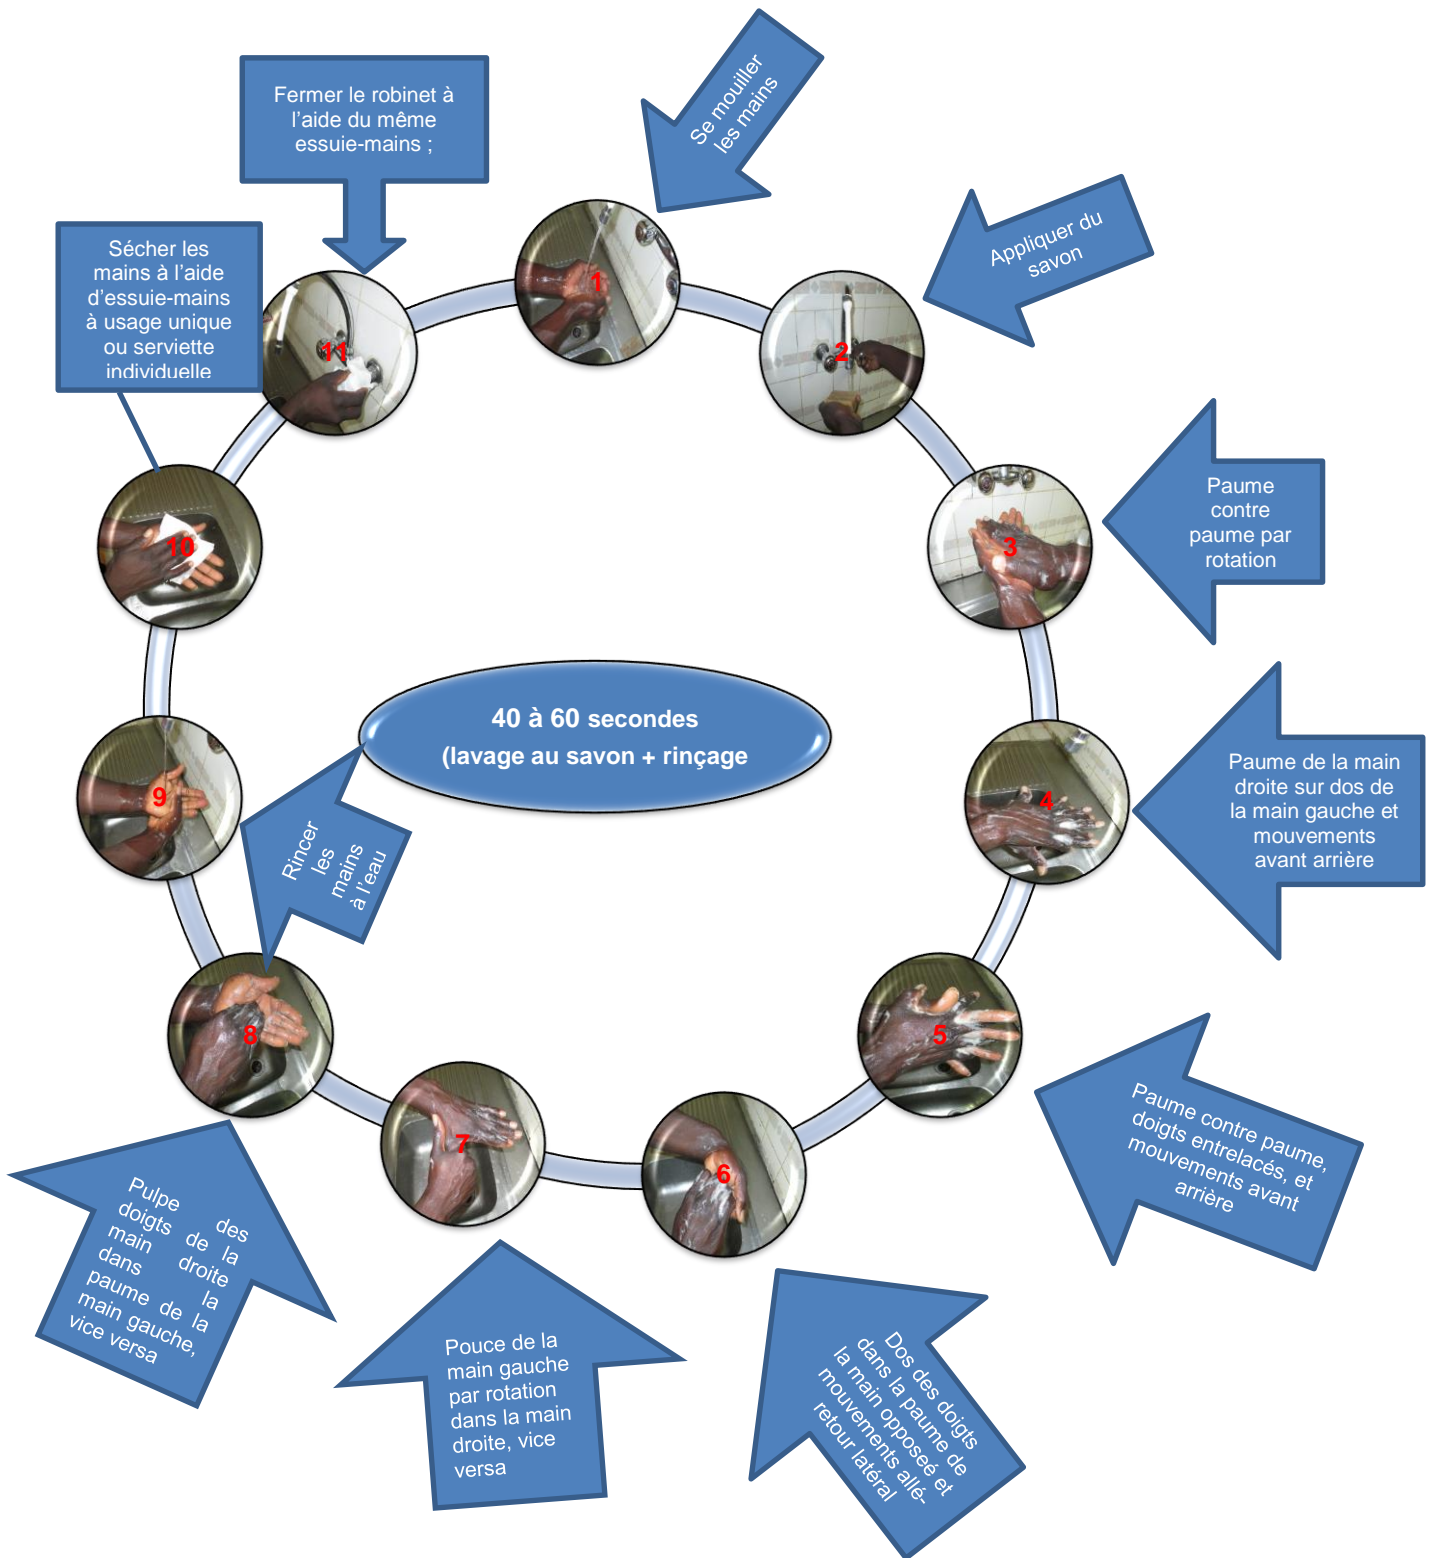 Se mouiller
les mains
1
Appliquer du
savon
2
Paume
contre
paume par
rotation
3
Paume de la main
droite sur dos de
la main gauche et
mouvements
avant arrière
4
Paume contre paume,
doigts entrelacés, et
mouvements avant
arrière
5
Dos des doigts
dans la paume de
la main opposeé et
mouvements allé-
retour latéral
6
Pouce de la
main gauche
par rotation
dans la main
droite, vice
versa
7
Pulpe des
doigts de la
main droite
dans la
paume de la
main gauche,
vice versa
8
Rincer
les
mains
à l’eau
9
Sécher les
mains à l’aide
d’essuie-mains
à usage unique
ou serviette
individuelle
10
Fermer le robinet à
l’aide du même
essuie-mains ;
11
40 à 60 secondes
(lavage au savon + rinçage